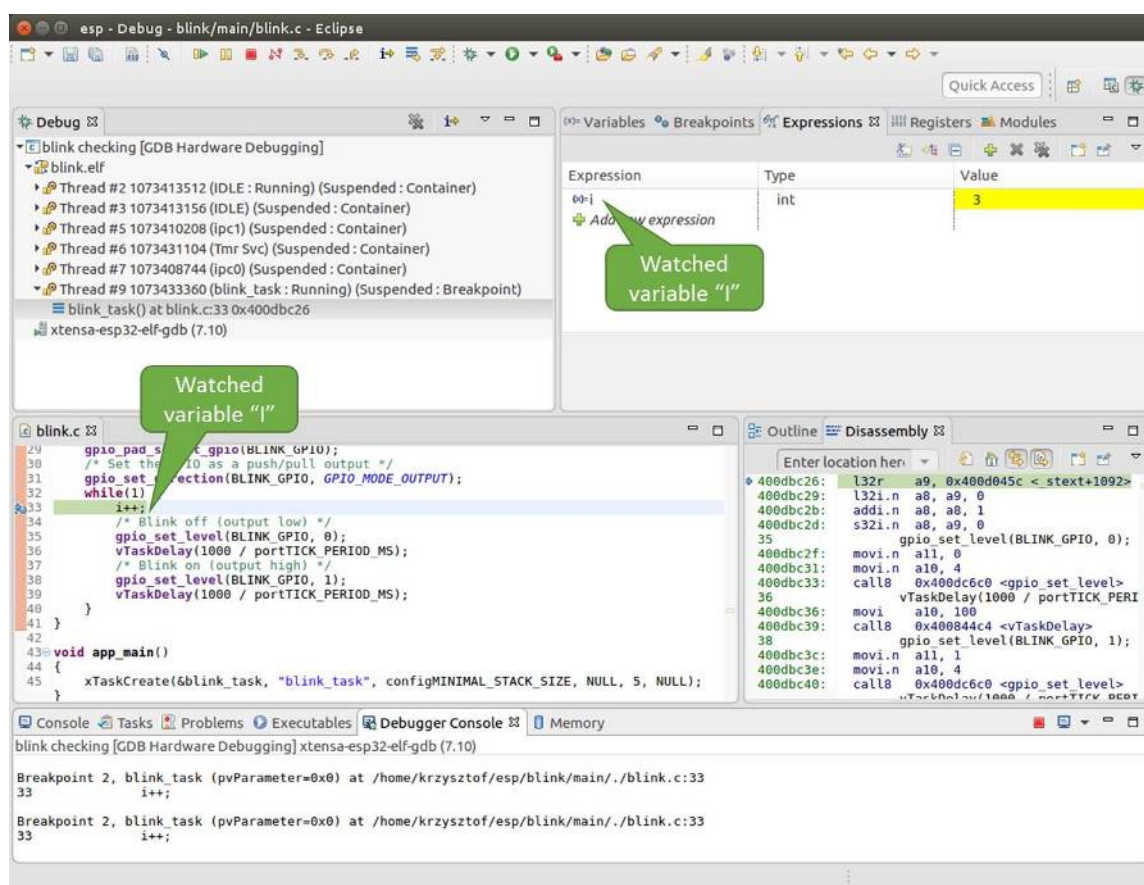 esp - Debug - blink/main/blink.c - Eclipse
Quick Access
Debug
blink checking [GDB Hardware Debugging]
blink.elf
Thread #2 1073413512 (IDLE : Running) (Suspended : Container)
Thread #3 1073413156 (IDLE) (Suspended : Container)
Thread #5 1073410208 (ipc1) (Suspended : Container)
Thread #6 1073431104 (Tmr Svc) (Suspended : Container)
Thread #7 1073408744 (ipc0) (Suspended : Container)
Thread #9 1073433360 (blink_task : Running) (Suspended : Breakpoint)
blink_task() at blink.c:33 0x400dbc26
xtensa-esp32-elf-gdb (7.10)
(x)= Variables Breakpoints Expressions Registers Modules
Expression Type Value
(x)= i int 3
Add new expression
Watched
variable "I"
Watched
variable "I"
blink.c
29 gpio_pad_s t_gpio(BLINK_GPIO);
30 /* Set the IO as a push/pull output */
31 gpio_set_ rection(BLINK_GPIO, GPIO_MODE_OUTPUT);
32 while(1)
33 i++;
34 /* Blink off (output low) */
35 gpio_set_level(BLINK_GPIO, 0);
36 vTaskDelay(1000 / portTICK_PERIOD_MS);
37 /* Blink on (output high) */
38 gpio_set_level(BLINK_GPIO, 1);
39 vTaskDelay(1000 / portTICK_PERIOD_MS);
40 }
41 }
42
43 void app_main()
44 {
45 xTaskCreate(&blink_task, "blink_task", configMINIMAL_STACK_SIZE, NULL, 5, NULL);
}
Outline Disassembly
Enter location her
400dbc26: l32r a9, 0x400d045c <_stext+1092>
400dbc29: l32i.n a8, a9, 0
400dbc2b: addi.n a8, a8, 1
400dbc2d: s32i.n a8, a9, 0
35 gpio_set_level(BLINK_GPIO, 0);
400dbc2f: movi.n a11, 0
400dbc31: movi.n a10, 4
400dbc33: call8 0x400dc6c0 <gpio_set_level>
36 vTaskDelay(1000 / portTICK_PERI
400dbc36: movi a10, 100
400dbc39: call8 0x400844c4 <vTaskDelay>
38 gpio_set_level(BLINK_GPIO, 1);
400dbc3c: movi.n a11, 1
400dbc3e: movi.n a10, 4
400dbc40: call8 0x400dc6c0 <gpio_set_level>
vTaskDelay(1000 / portTICK_PERI
Console Tasks Problems Executables Debugger Console Memory
blink checking [GDB Hardware Debugging] xtensa-esp32-elf-gdb (7.10)
Breakpoint 2, blink_task (pvParameter=0x0) at /home/krzysztof/esp/blink/main/./blink.c:33
33 i++;
Breakpoint 2, blink_task (pvParameter=0x0) at /home/krzysztof/esp/blink/main/./blink.c:33
33 i++;